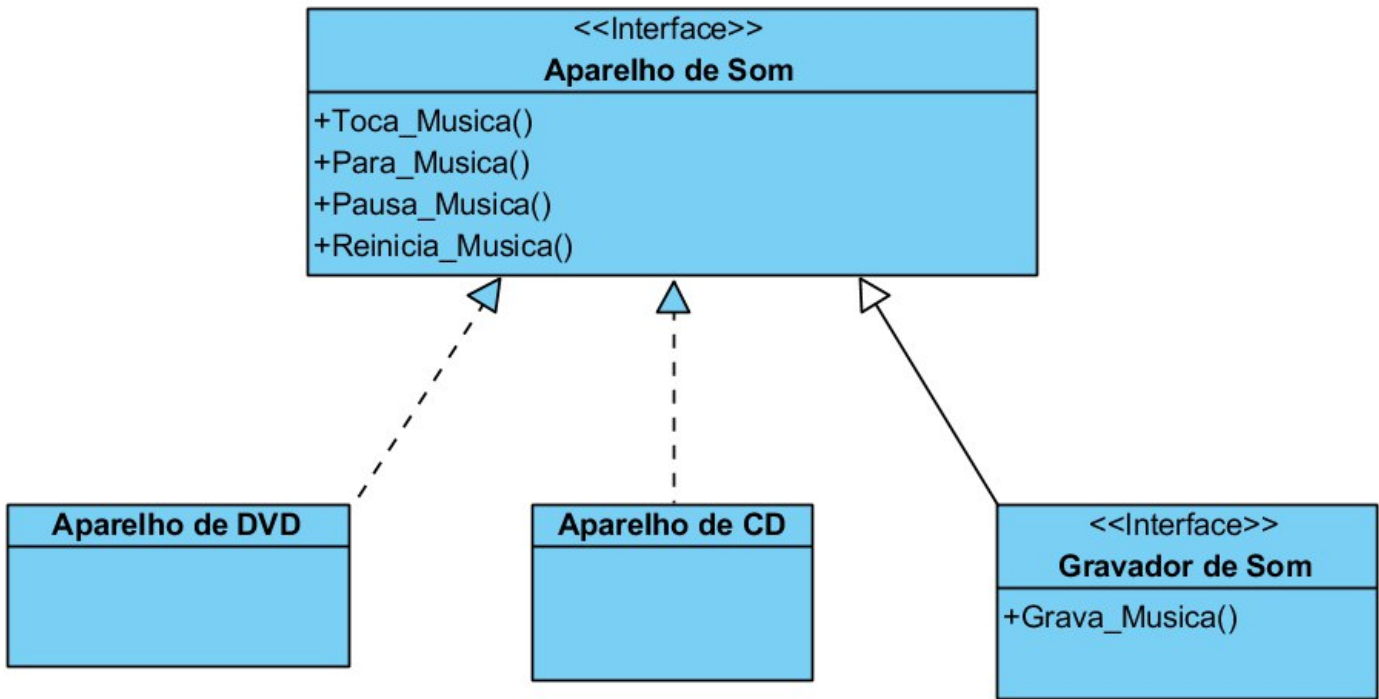 <<Interface>>
Aparelho de Som
+Toca_Musica()
+Para_Musica()
+Pausa_Musica()
+Reinicia_Musica()
Aparelho de DVD
Aparelho de CD
<<Interface>>
Gravador de Som
+Grava_Musica()